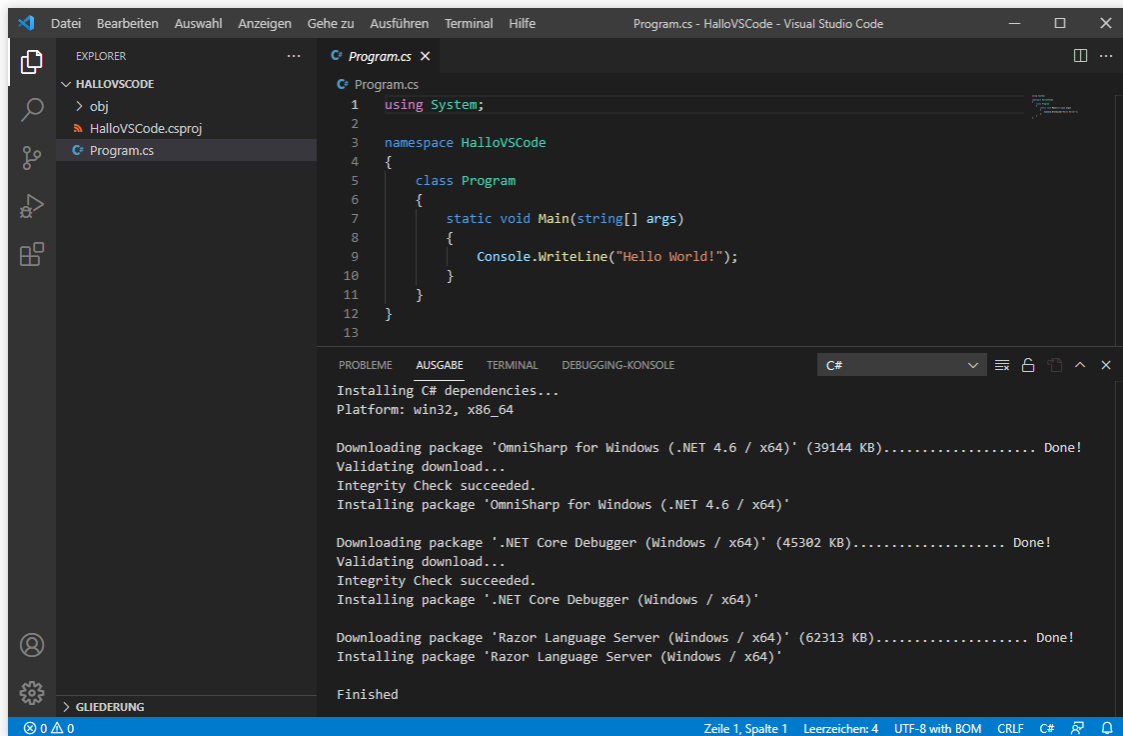 Datei Bearbeiten Auswahl Anzeigen Gehe zu Ausführen Terminal Hilfe Program.cs - HalloVSCode - Visual Studio Code
EXPLORER
HALLOVSCODE
obj
HalloVSCode.csproj
Program.cs
GLIEDERUNG
Program.cs
Program.cs
1 using System;
2
3 namespace HalloVSCode
4 {
5 class Program
6 {
7 static void Main(string[] args)
8 {
9 Console.WriteLine("Hello World!");
10 }
11 }
12 }
13
PROBLEME AUSGABE TERMINAL DEBUGGING-KONSOLE C#
Installing C# dependencies...
Platform: win32, x86_64
Downloading package 'OmniSharp for Windows (.NET 4.6 / x64)' (39144 KB).................... Done!
Validating download...
Integrity Check succeeded.
Installing package 'OmniSharp for Windows (.NET 4.6 / x64)'
Downloading package '.NET Core Debugger (Windows / x64)' (45302 KB).................... Done!
Validating download...
Integrity Check succeeded.
Installing package '.NET Core Debugger (Windows / x64)'
Downloading package 'Razor Language Server (Windows / x64)' (62313 KB).................... Done!
Installing package 'Razor Language Server (Windows / x64)'
Finished
0 0 Zeile 1, Spalte 1 Leerzeichen: 4 UTF-8 with BOM CRLF C#